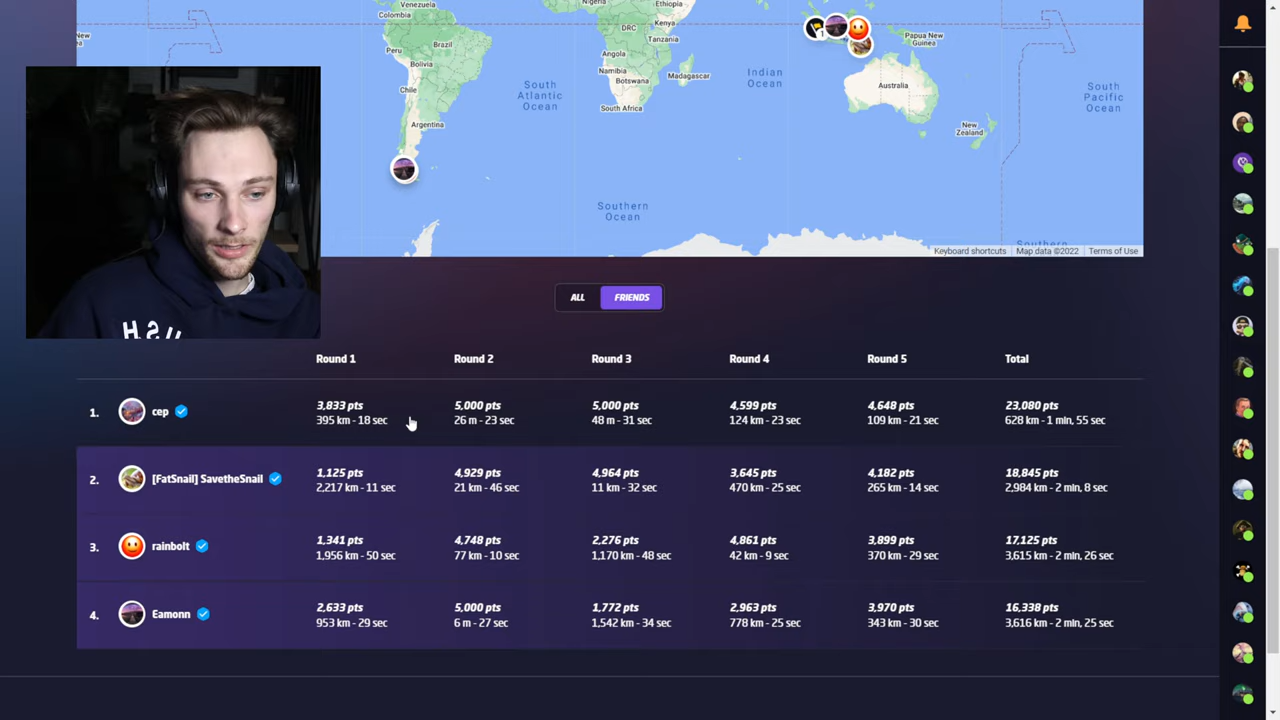 Venezuela
Colombia
Brazil
Peru
Bolivia
Chile
Argentina
South
Atlantic
Ocean
Nigeria
Ethiopia
DRC
Kenya
Tanzania
Angola
Namibia
Botswana
Madagascar
South Africa
Indian
Ocean
Papua New
Guinea
Australia
New
Zealand
South
Pacific
Ocean
Southern
Ocean
Keyboard shortcuts
Map data ©2022
Terms of Use
ALL
FRIENDS
Round 1
Round 2
Round 3
Round 4
Round 5
Total
1.
cep
3,833 pts
395 km - 18 sec
5,000 pts
26 m - 23 sec
5,000 pts
48 m - 31 sec
4,599 pts
124 km - 23 sec
4,648 pts
109 km - 21 sec
23,080 pts
628 km - 1 min, 55 sec
2.
[FatSnail] SavetheSnail
1,125 pts
2,217 km - 11 sec
4,929 pts
21 km - 46 sec
4,964 pts
11 km - 32 sec
3,645 pts
470 km - 25 sec
4,182 pts
265 km - 14 sec
18,845 pts
2,984 km - 2 min, 8 sec
3.
rainbolt
1,341 pts
1,956 km - 50 sec
4,748 pts
77 km - 10 sec
2,276 pts
1,170 km - 48 sec
4,861 pts
42 km - 9 sec
3,899 pts
370 km - 29 sec
17,125 pts
3,615 km - 2 min, 26 sec
4.
Eamonn
2,633 pts
953 km - 29 sec
5,000 pts
6 m - 27 sec
1,772 pts
1,542 km - 34 sec
2,963 pts
778 km - 25 sec
3,970 pts
343 km - 30 sec
16,338 pts
3,616 km - 2 min, 25 sec